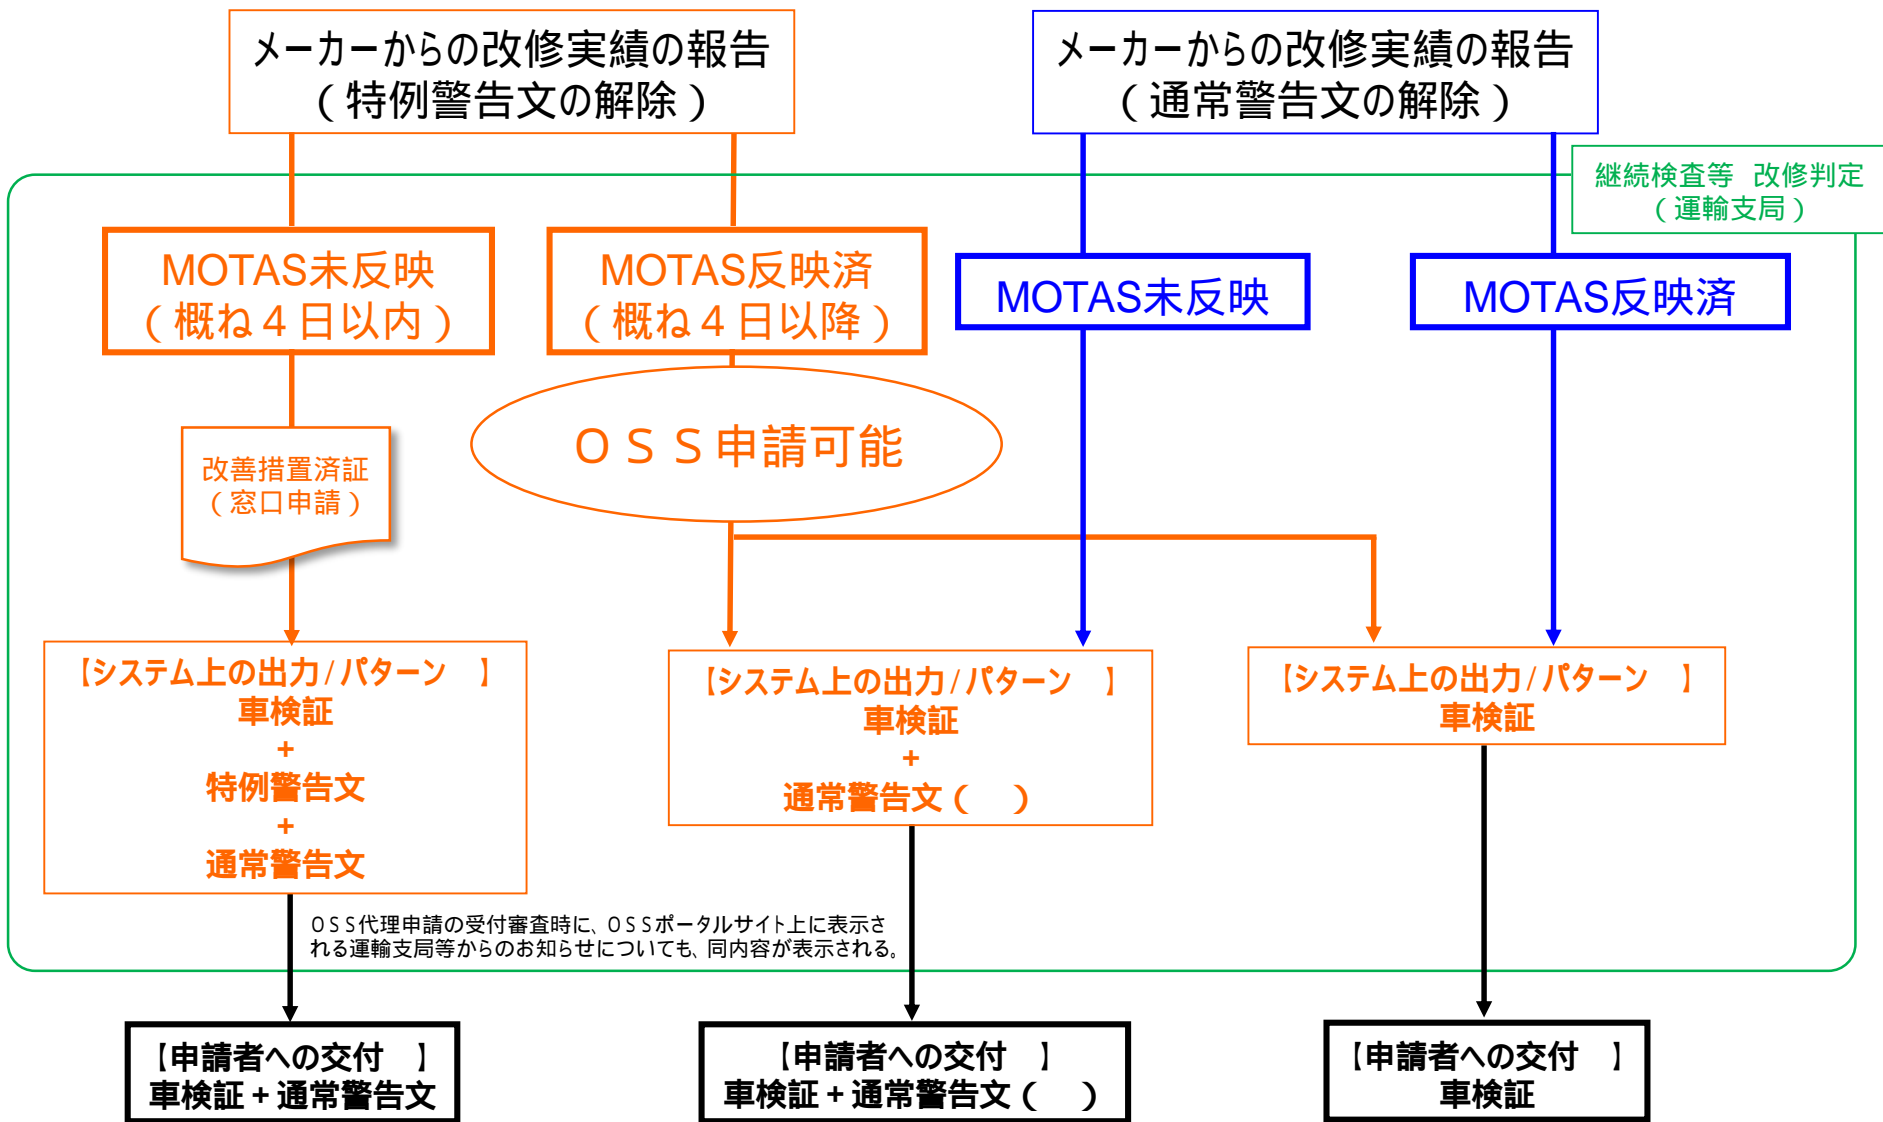 メーカーからの改修実績の報告
(特例警告文の解除)
メーカーからの改修実績の報告
(通常警告文の解除)
継続検査等 改修判定
(運輸支局)
MOTAS未反映
(概ね4日以内)
MOTAS反映済
(概ね4日以降)
MOTAS未反映
MOTAS反映済
OSS申請可能
改善措置済証
(窓口申請)
【システム上の出力/パターン 】
車検証
+
特例警告文
+
通常警告文
【システム上の出力/パターン 】
車検証
+
通常警告文( )
【システム上の出力/パターン 】
車検証
OSS代理申請の受付審査時に、OSSポータルサイト上に表示さ
れる運輸支局等からのお知らせについても、同内容が表示される。
【申請者への交付 】
車検証+通常警告文
【申請者への交付 】
車検証+通常警告文( )
【申請者への交付 】
車検証